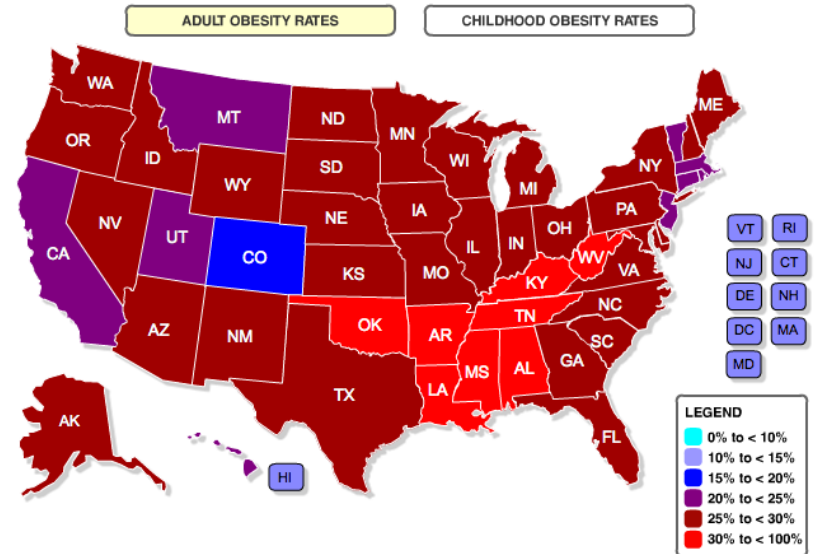 ADULT OBESITY RATES
CHILDHOOD OBESITY RATES
WA
MT
ND
MN
ME
OR
ID
SD
WI
NY
WY
MI
NV
NE
IA
PA
CA
UT
CO
IL
IN
OH
KS
MO
WV
VA
KY
VT RI
NJ CT
DE NH
DC MA
MD
AZ
NM
OK
AR
TN
NC
SC
MS
AL
GA
LA
TX
AK
FL
HI
LEGEND
0% to < 10%
10% to < 15%
15% to < 20%
20% to < 25%
25% to < 30%
30% to < 100%